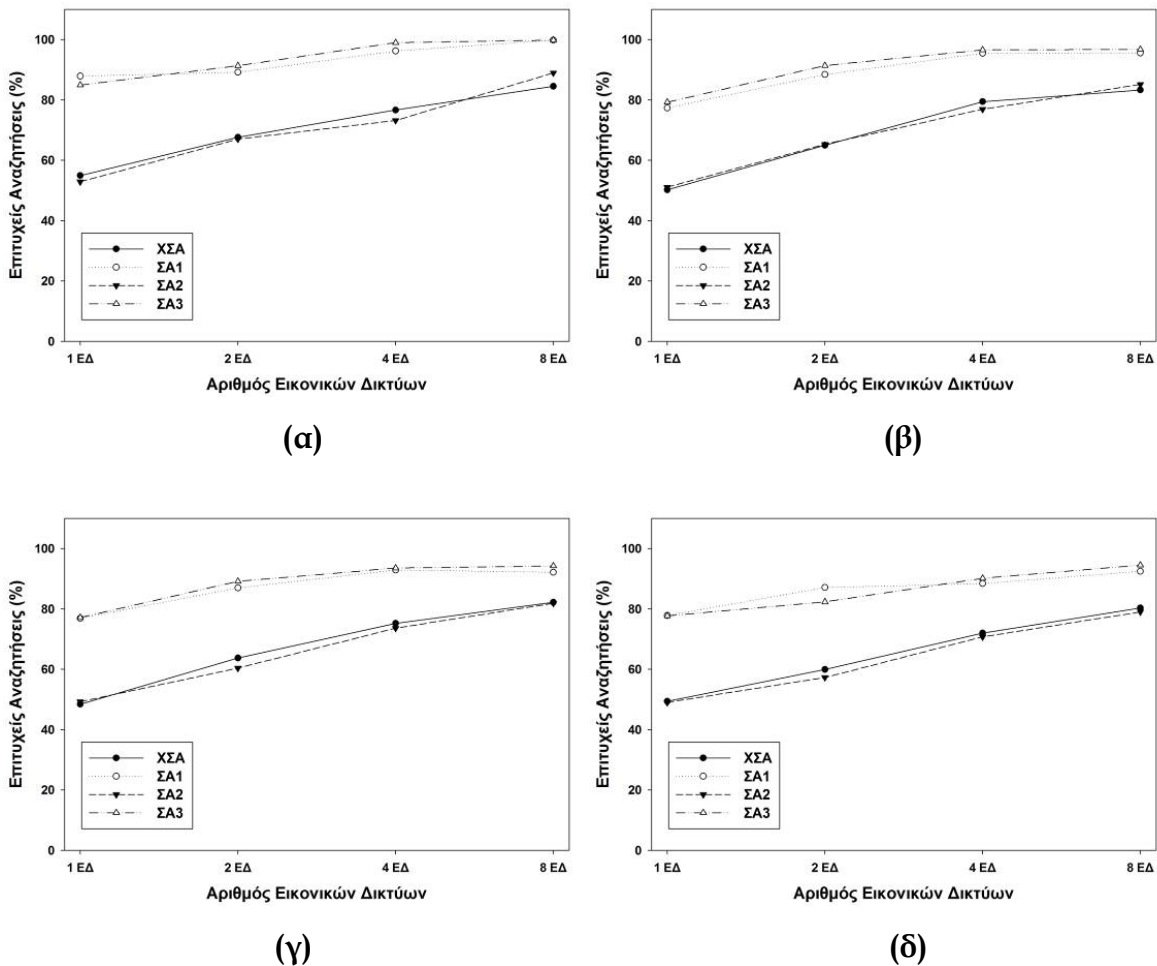 Επιτυχείς Αναζητήσεις (%)
100
80
60
40
20
0
ΧΣΑ
ΣΑ1
ΣΑ2
ΣΑ3
1 ΕΔ
2 ΕΔ
4 ΕΔ
8 ΕΔ
Αριθμός Εικονικών Δικτύων
(α)
Επιτυχείς Αναζητήσεις (%)
100
80
60
40
20
0
ΧΣΑ
ΣΑ1
ΣΑ2
ΣΑ3
1 ΕΔ
2 ΕΔ
4 ΕΔ
8 ΕΔ
Αριθμός Εικονικών Δικτύων
(β)
Επιτυχείς Αναζητήσεις (%)
100
80
60
40
20
0
ΧΣΑ
ΣΑ1
ΣΑ2
ΣΑ3
1 ΕΔ
2 ΕΔ
4 ΕΔ
8 ΕΔ
Αριθμός Εικονικών Δικτύων
(γ)
Επιτυχείς Αναζητήσεις (%)
100
80
60
40
20
0
ΧΣΑ
ΣΑ1
ΣΑ2
ΣΑ3
1 ΕΔ
2 ΕΔ
4 ΕΔ
8 ΕΔ
Αριθμός Εικονικών Δικτύων
(δ)